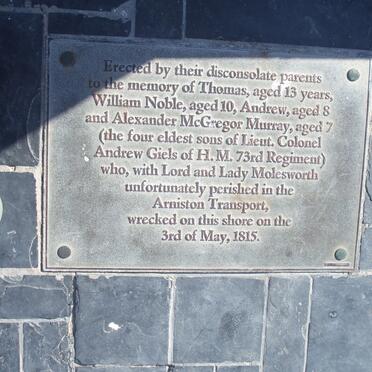 Erected by their disconsolate parents
to the memory of Thomas, aged 13 years,
William Noble, aged 10, Andrew, aged 8
and Alexander McGregor Murray, aged 7
(the four eldest sons of Lieut. Colonel
Andrew Giels of H. M. 73rd Regiment)
who, with Lord and Lady Molesworth
unfortunately perished in the
Arniston Transport,
wrecked on this shore on the
3rd of May, 1815.